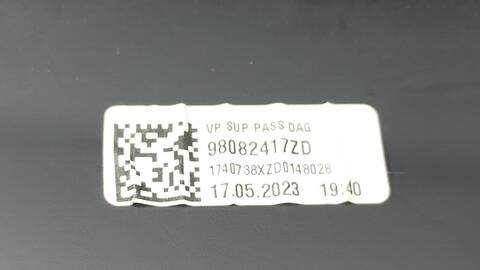 VP SUP PASS DAG
98082417ZD
1740738XZD0148028
17.05.2023 19:40